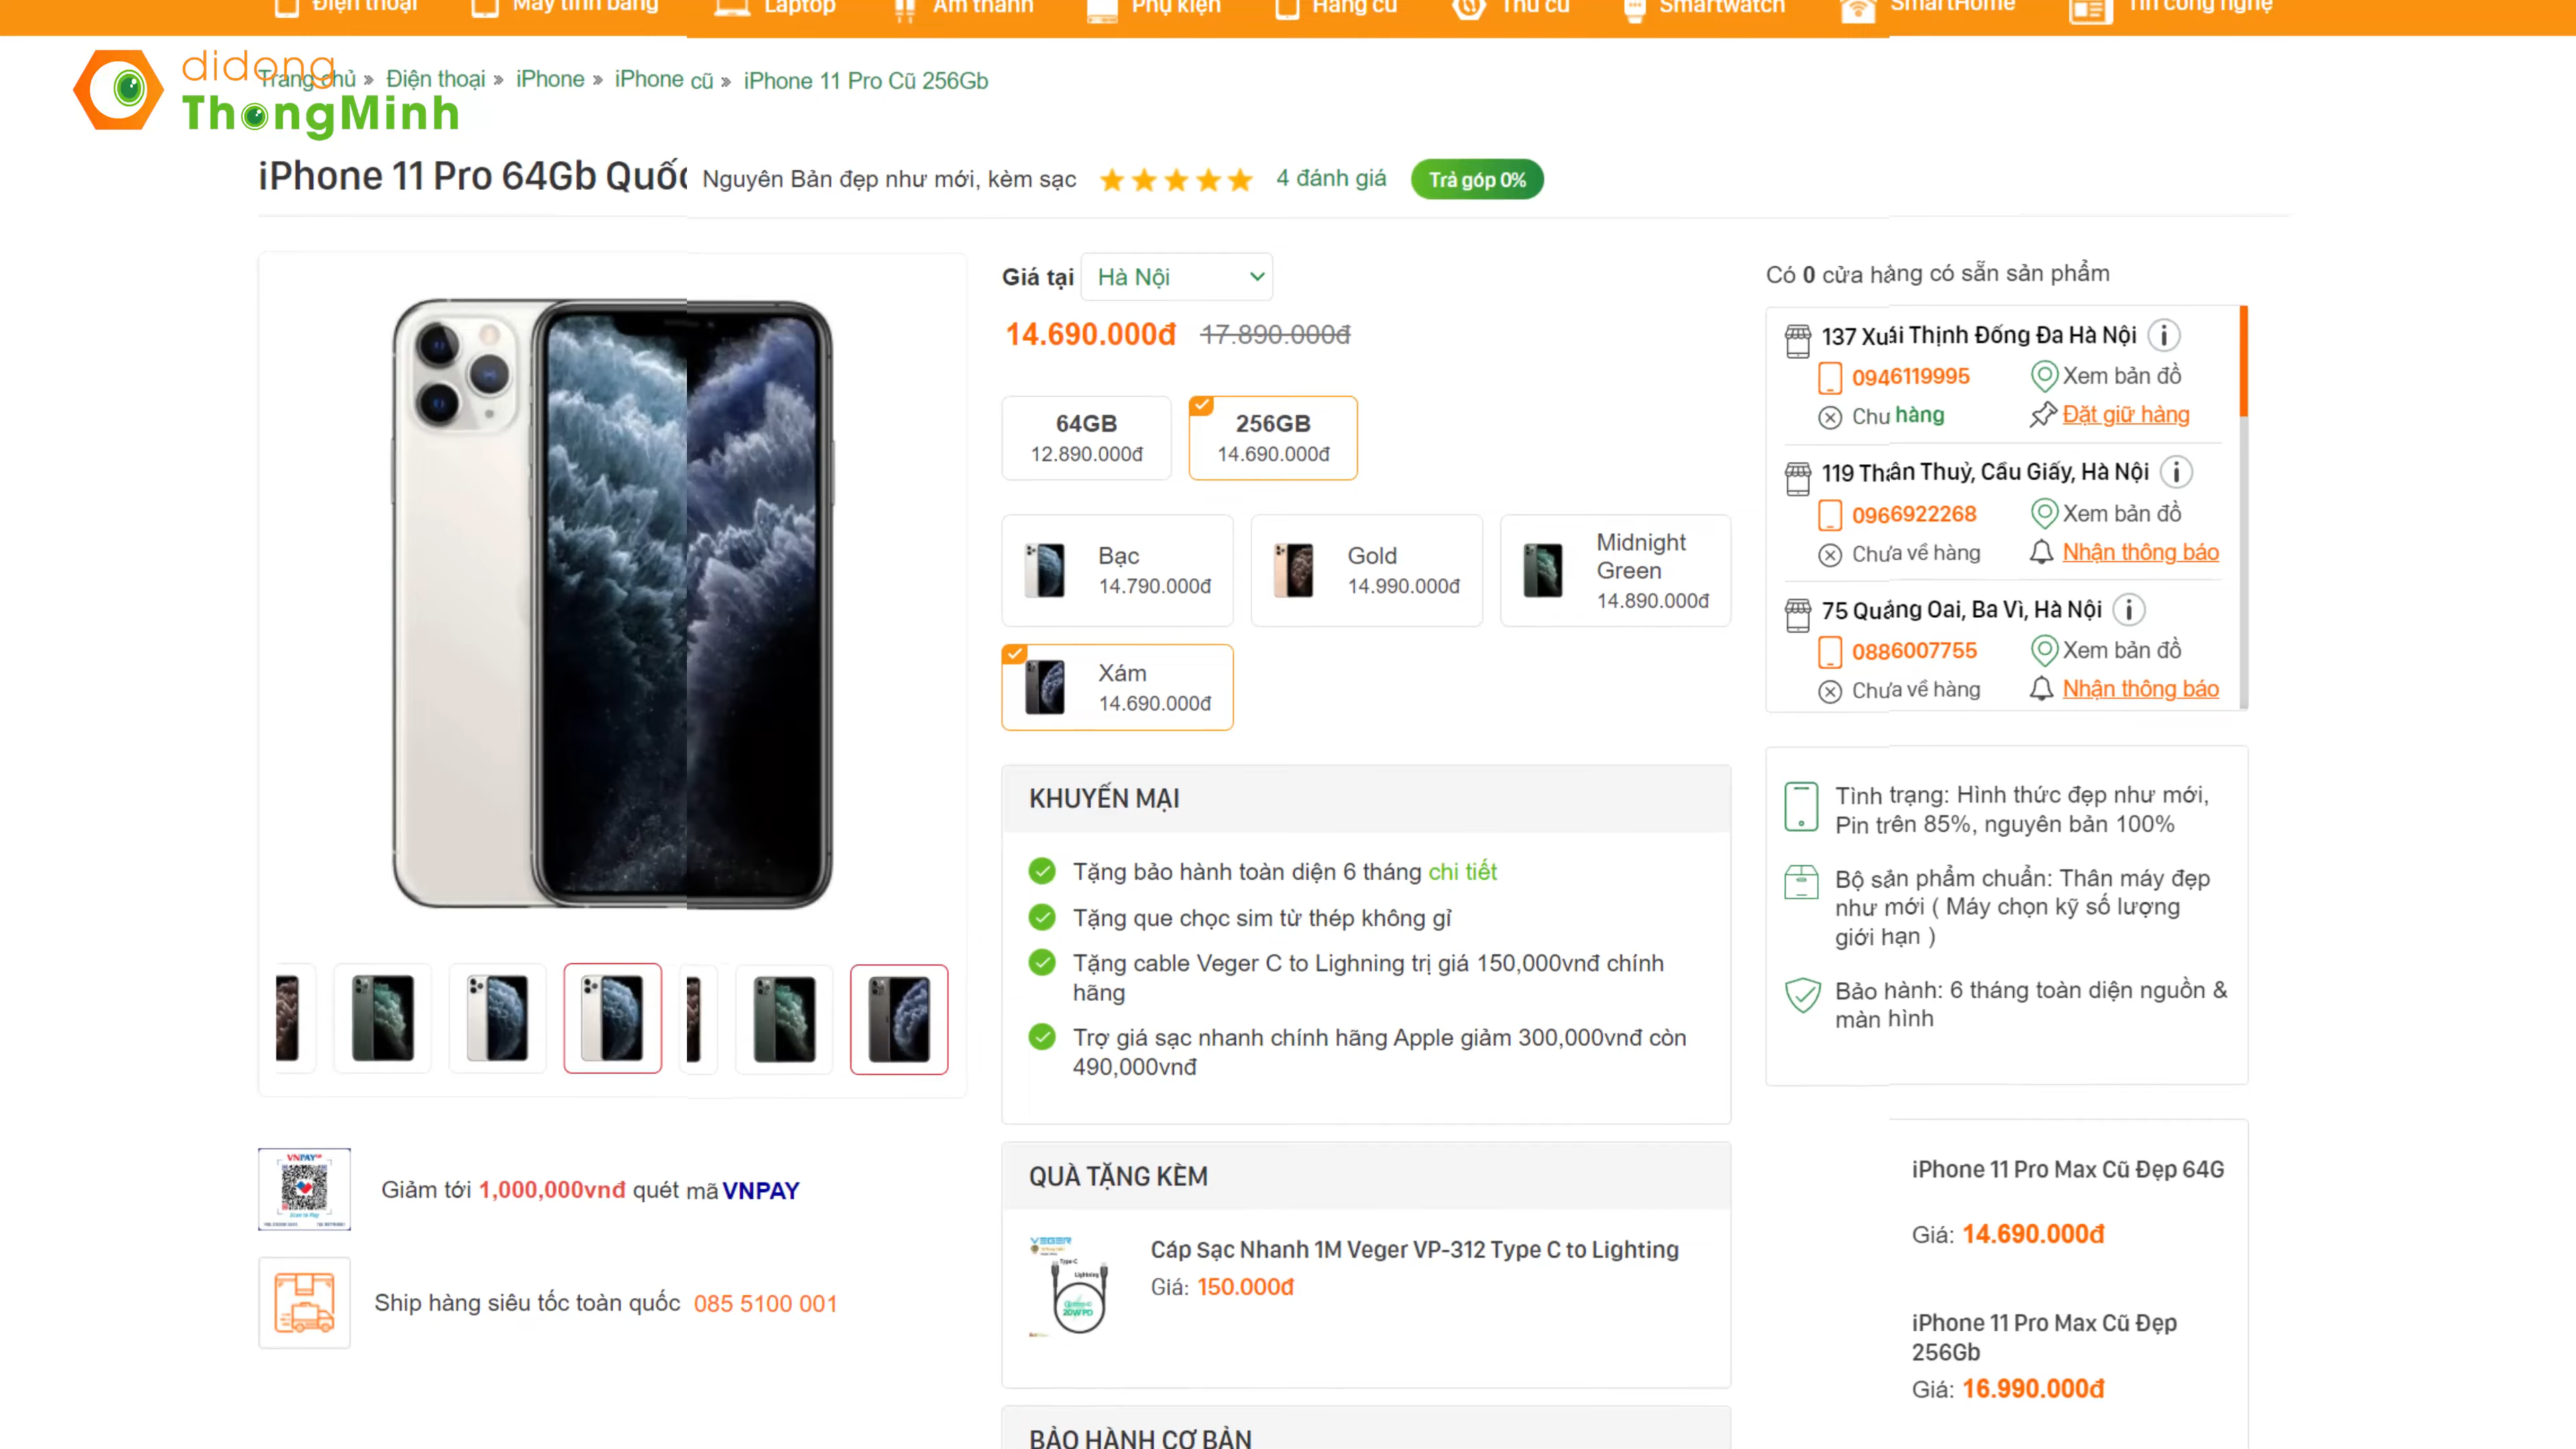 Điện thoại
Máy tính bảng
Laptop
Âm thanh
Phụ kiện
Hàng cũ
Thu cũ
Smartwatch
SmartHome
Tin công nghệ
didong
ThongMinh
Trang chủ » Điện thoại » iPhone » iPhone cũ » iPhone 11 Pro Cũ 256Gb
iPhone 11 Pro 64Gb Quốc Nguyên Bản đẹp như mới, kèm sạc 4 đánh giá Trả góp 0%
Giá tại Hà Nội
14.690.000đ 17.890.000đ
64GB
12.890.000đ
256GB
14.690.000đ
Bạc
14.790.000đ
Gold
14.990.000đ
Midnight
Green
14.890.000đ
Xám
14.690.000đ
KHUYẾN MẠI
Tặng bảo hành toàn diện 6 tháng chi tiết
Tặng que chọc sim từ thép không gỉ
Tặng cable Veger C to Lighning trị giá 150,000vnđ chính
hãng
Trợ giá sạc nhanh chính hãng Apple giảm 300,000vnđ còn
490,000vnđ
QUÀ TẶNG KÈM
VEGER
Type-C
Lightning
20W PD
Cáp Sạc Nhanh 1M Veger VP-312 Type C to Lighting
Giá: 150.000đ
BẢO HÀNH CƠ BẢN
VNPAY
Scan to Pay
Giảm tới 1,000,000vnđ quét mã VNPAY
Ship hàng siêu tốc toàn quốc 085 5100 001
Có 0 cửa hàng có sẵn sản phẩm
137 Xuái Thịnh Đống Đa Hà Nội
0946119995 Xem bản đồ
Chu hàng Đặt giữ hàng
119 Thân Thuỷ, Cầu Giấy, Hà Nội
0966922268 Xem bản đồ
Chưa về hàng Nhận thông báo
75 Quảng Oai, Ba Vì, Hà Nội
0886007755 Xem bản đồ
Chưa về hàng Nhận thông báo
Tình trạng: Hình thức đẹp như mới,
Pin trên 85%, nguyên bản 100%
Bộ sản phẩm chuẩn: Thân máy đẹp
như mới ( Máy chọn kỹ số lượng
giới hạn )
Bảo hành: 6 tháng toàn diện nguồn &
màn hình
iPhone 11 Pro Max Cũ Đẹp 64G
Giá: 14.690.000đ
iPhone 11 Pro Max Cũ Đẹp
256Gb
Giá: 16.990.000đ